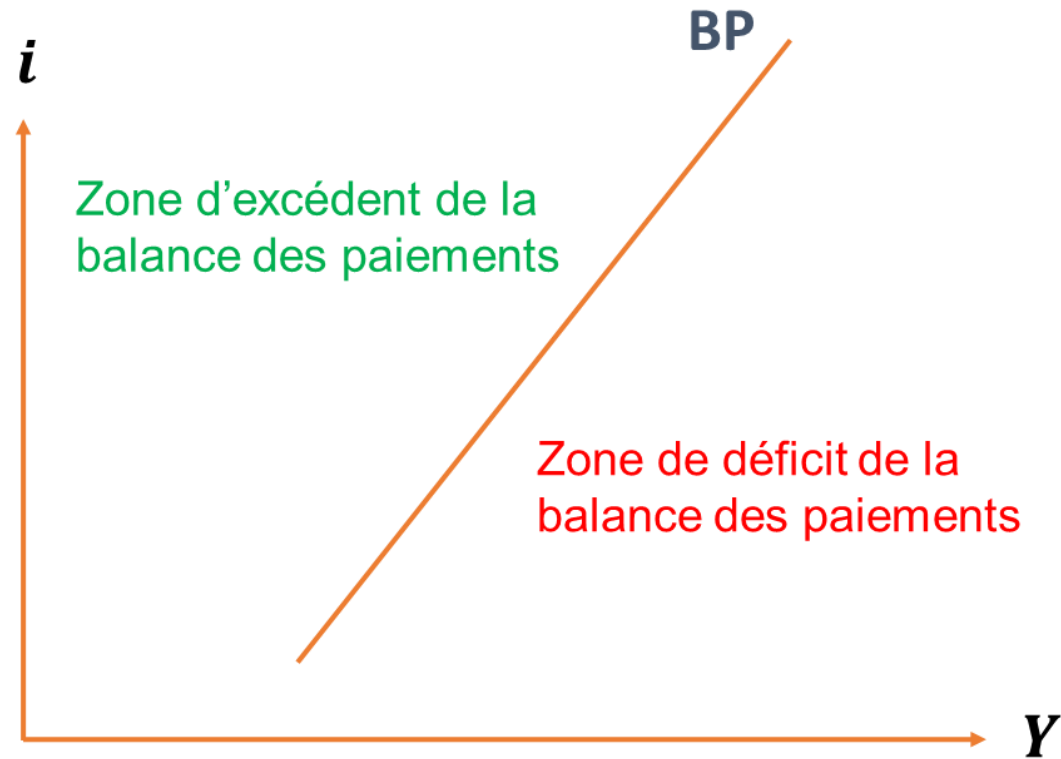 BP
i
Zone d'excédent de la
balance des paiements
Zone de déficit de la
balance des paiements
Y